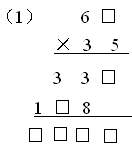 (1) 6 □
× 3 5
3 3 □
1 □ 8
□ □ □ □